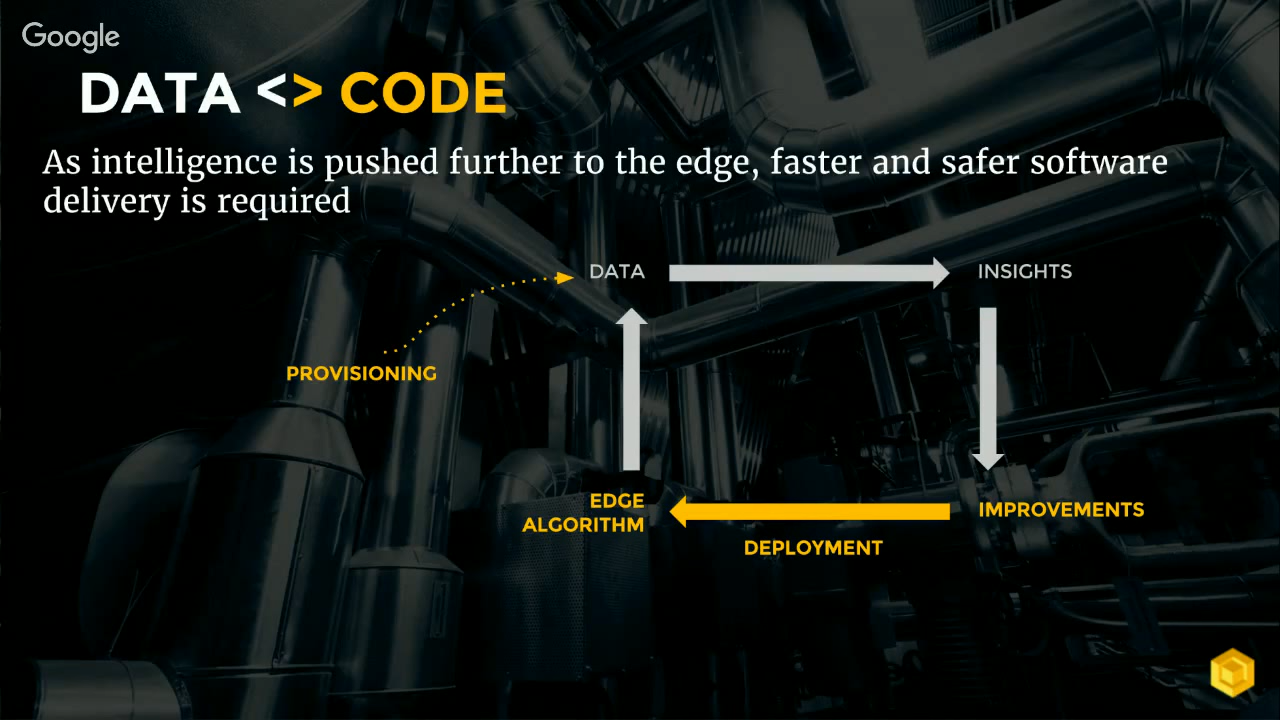 Google
DATA <> CODE
As intelligence is pushed further to the edge, faster and safer software
delivery is required
DATA
INSIGHTS
PROVISIONING
EDGE
ALGORITHM
IMPROVEMENTS
DEPLOYMENT